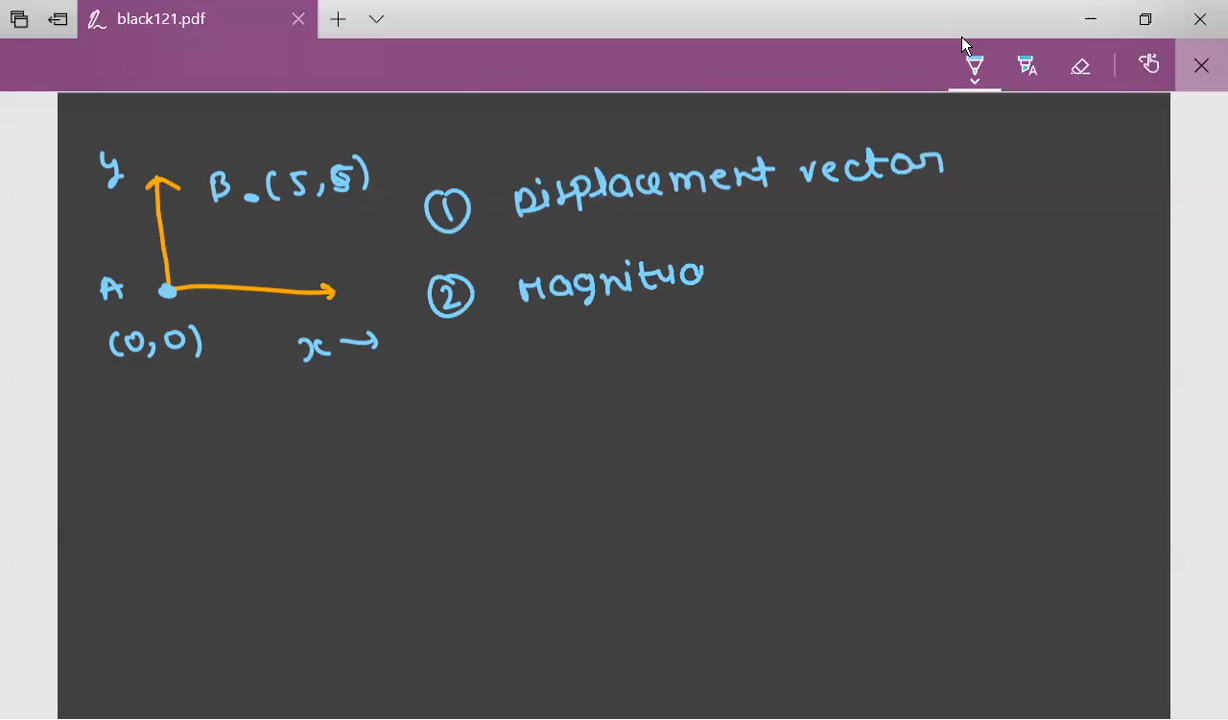 black121.pdf
y
B (5,5)
① Displacement vector
A
② Magnitud
(0,0)
x →